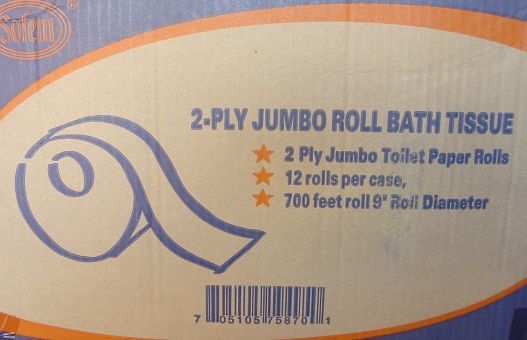 Sofem
2-PLY JUMBO ROLL BATH TISSUE
2 Ply Jumbo Toilet Paper Rolls
12 rolls per case,
700 feet roll 9" Roll Diameter
7 05105 75870 1